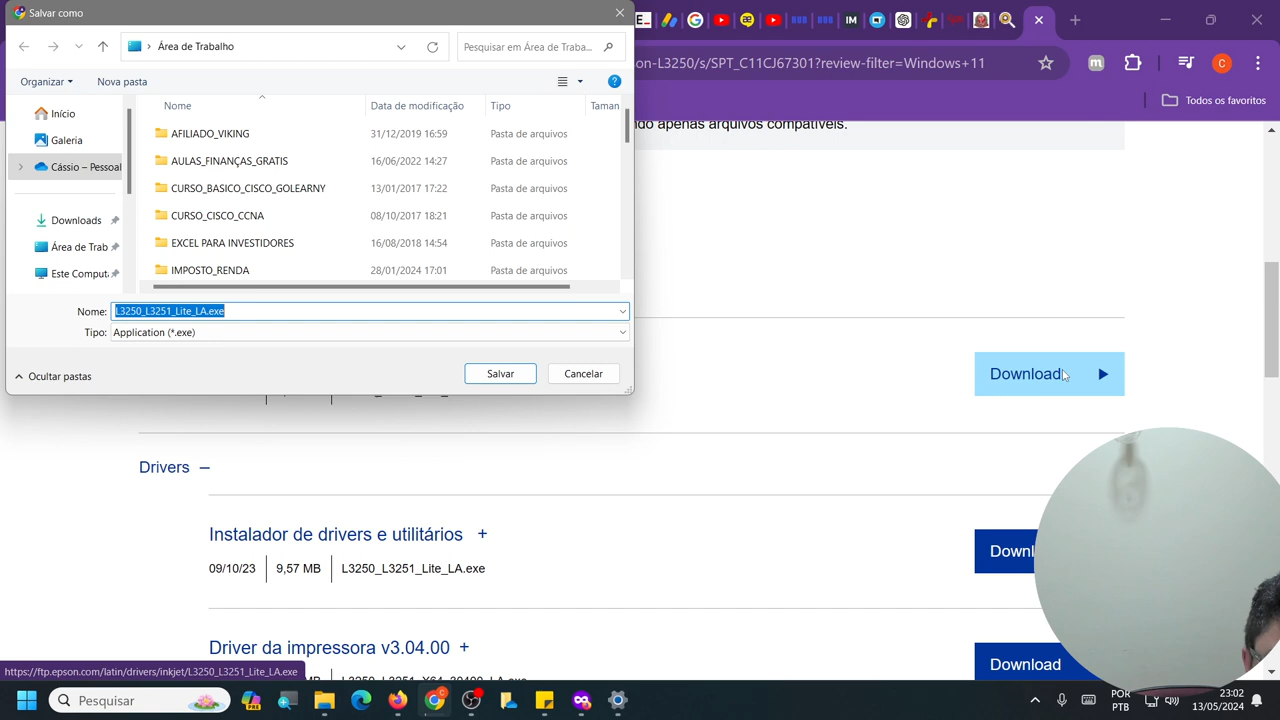 Salvar como
Área de Trabalho
Pesquisar em Área de Traba...
on-L3250/s/SPT_C11CJ67301?review-filter=Windows+11
Organizar
Nova pasta
Todos os favoritos
Nome
Data de modificação
Tipo
Taman
Início
Galeria
Cássio – Pessoal
Downloads
Área de Trab
Este Comput
AFILIADO_VIKING 31/12/2019 16:59 Pasta de arquivos
AULAS_FINANÇAS_GRATIS 16/06/2022 14:27 Pasta de arquivos
CURSO_BASICO_CISCO_GOLEARNY 13/01/2017 17:22 Pasta de arquivos
CURSO_CISCO_CCNA 08/10/2017 18:21 Pasta de arquivos
EXCEL PARA INVESTIDORES 16/08/2018 14:54 Pasta de arquivos
IMPOSTO_RENDA 28/01/2024 17:01 Pasta de arquivos
Nome: L3250_L3251_Lite_LA.exe
Tipo: Application (*.exe)
Ocultar pastas
Salvar
Cancelar
ndo apenas arquivos compatíveis.
Download
Drivers –
Instalador de drivers e utilitários +
09/10/23 9,57 MB L3250_L3251_Lite_LA.exe
Downl
Driver da impressora v3.04.00 +
Download
https://ftp.epson.com/latin/drivers/inkjet/L3250_L3251_Lite_LA.exe
Pesquisar
POR
PTB
23:02
13/05/2024